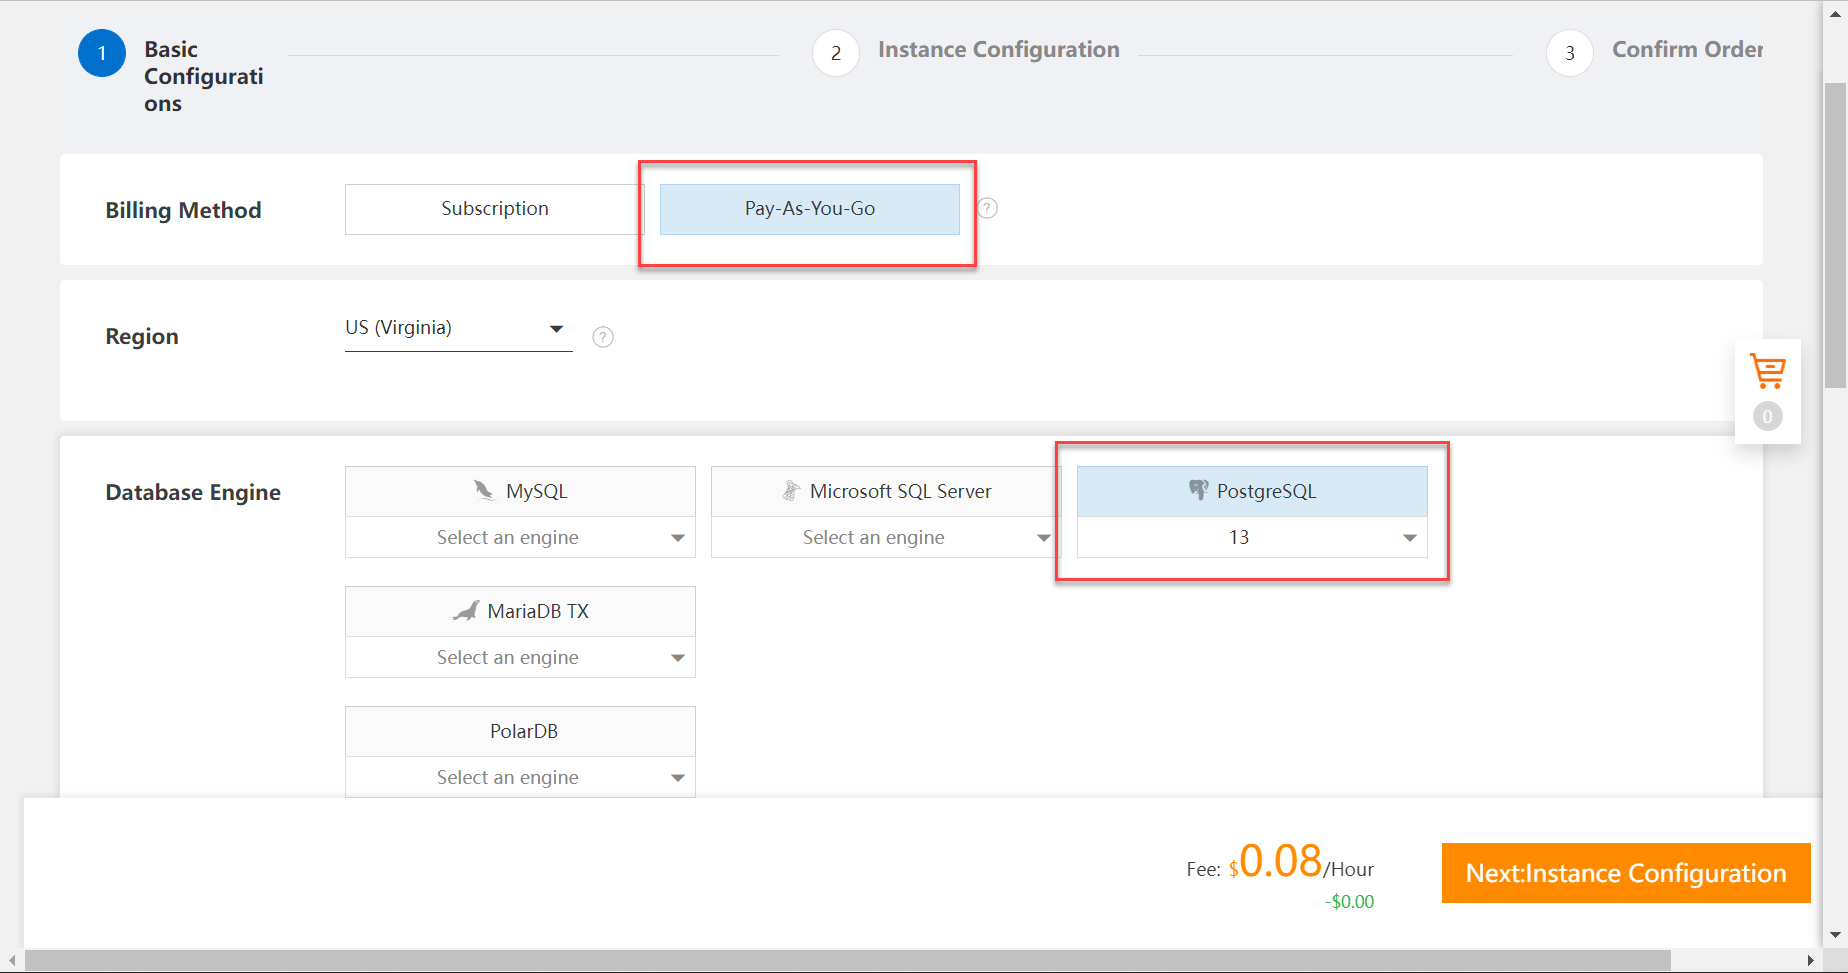 1
Basic
Configurati
ons
2
Instance Configuration
3
Confirm Order
Billing Method
Subscription
Pay-As-You-Go
?
Region
US (Virginia)
?
0
Database Engine
MySQL
Select an engine
Microsoft SQL Server
Select an engine
PostgreSQL
13
MariaDB TX
Select an engine
PolarDB
Select an engine
Fee: $0.08/Hour
-$0.00
Next:Instance Configuration